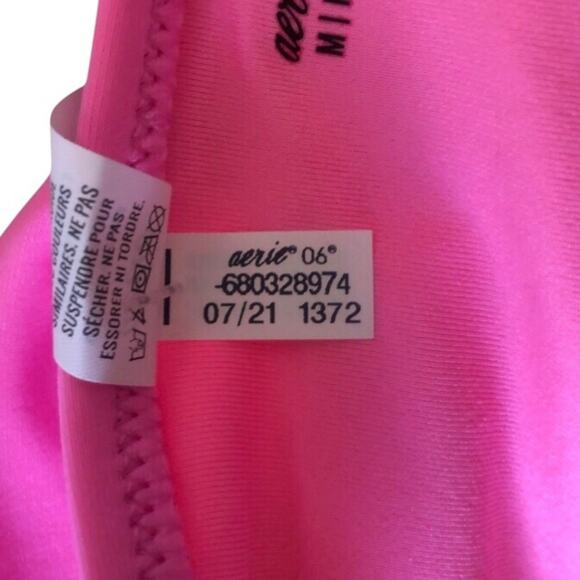 aerie
MI
COULEURS
SIMILAIRES. NE PAS
SUSPENDRE POUR
SÉCHER. NE PAS
ESSORER NI TORDRE.
aerie® 06®
-680328974
07/21 1372